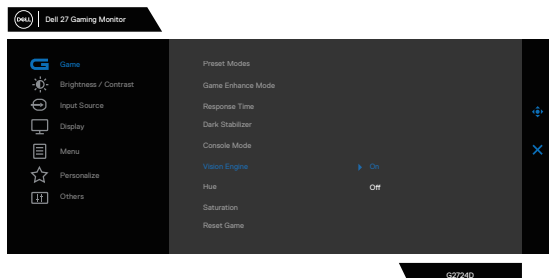 DELL Dell 27 Gaming Monitor
Game
Brightness / Contrast
Input Source
Display
Menu
Personalize
Others
Preset Modes
Game Enhance Mode
Response Time
Dark Stabilizer
Console Mode
Vision Engine On
Hue Off
Saturation
Reset Game
G2724D